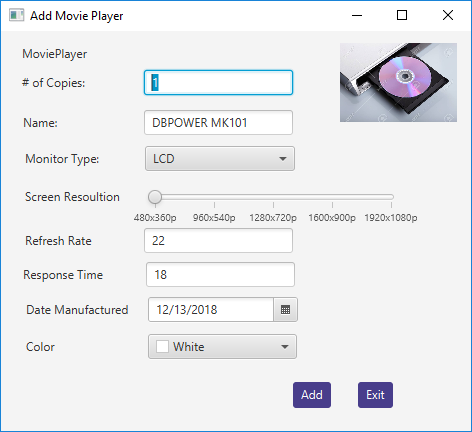 Add Movie Player
MoviePlayer
# of Copies:
1
Name:
DBPOWER MK101
Monitor Type:
LCD
Screen Resoultion
480x360p 960x540p 1280x720p 1600x900p 1920x1080p
Refresh Rate
22
Response Time
18
Date Manufactured
12/13/2018
Color
White
Add
Exit